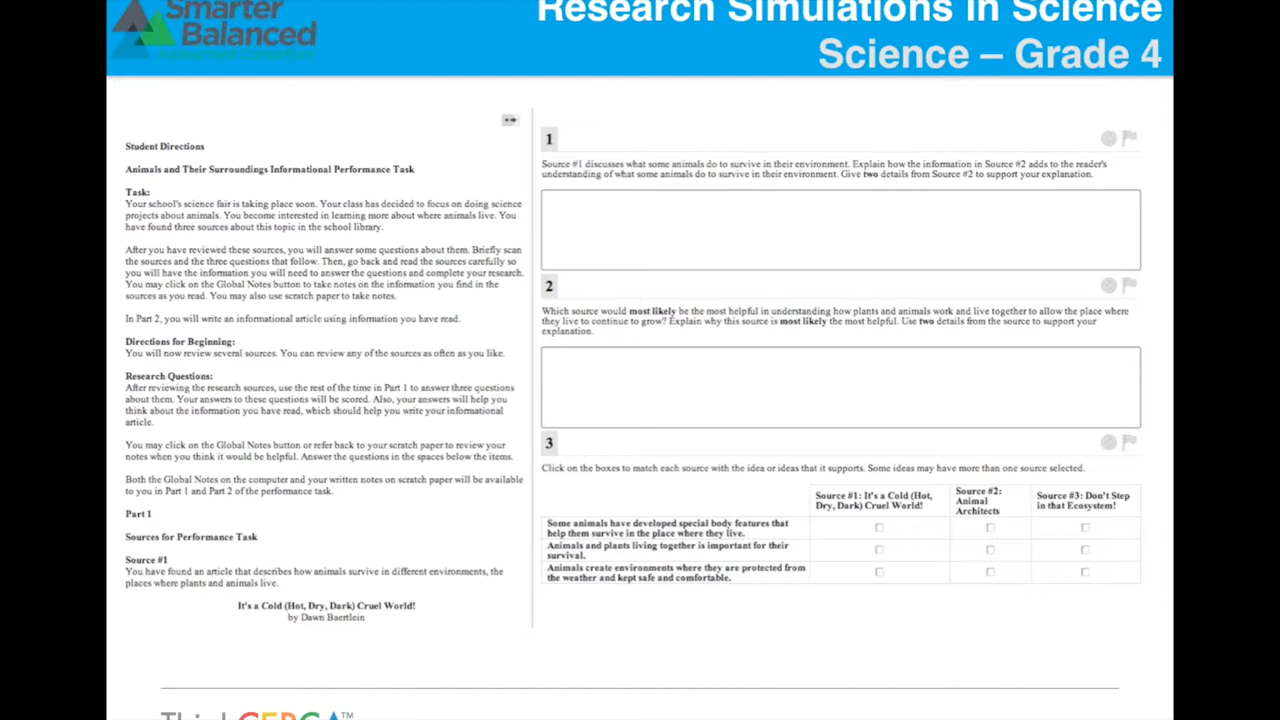 Smarter
Balanced
Research Simulations in Science
Science – Grade 4
Student Directions
Animals and Their Surroundings Informational Performance Task
Task:
Your school's science fair is taking place soon. Your class has decided to focus on doing science
projects about animals. You become interested in learning more about where animals live. You
have found three sources about this topic in the school library.
After you have reviewed these sources, you will answer some questions about them. Briefly scan
the sources and the three questions that follow. Then, go back and read the sources carefully so
you will have the information you will need to answer the questions and complete your research.
You may click on the Global Notes button to take notes on the information you find in the
sources as you read. You may also use scratch paper to take notes.
In Part 2, you will write an informational article using information you have read.
Directions for Beginning:
You will now review several sources. You can review any of the sources as often as you like.
Research Questions:
After reviewing the research sources, use the rest of the time in Part 1 to answer three questions
about them. Your answers to these questions will be scored. Also, your answers will help you
think about the information you have read, which should help you write your informational
article.
You may click on the Global Notes button or refer back to your scratch paper to review your
notes when you think it would be helpful. Answer the questions in the spaces below the items.
Both the Global Notes on the computer and your written notes on scratch paper will be available
to you in Part 1 and Part 2 of the performance task.
Part 1
Sources for Performance Task
Source #1
You have found an article that describes how animals survive in different environments, the
places where plants and animals live.
It's a Cold (Hot, Dry, Dark) Cruel World!
by Dawn Baertlein
1
Source #1 discusses what some animals do to survive in their environment. Explain how the information in Source #2 adds to the reader's
understanding of what some animals do to survive in their environment. Give two details from Source #2 to support your explanation.
2
Which source would most likely be the most helpful in understanding how plants and animals work and live together to allow the place where
they live to continue to grow? Explain why this source is most likely the most helpful. Use two details from the source to support your
explanation.
3
Click on the boxes to match each source with the idea or ideas that it supports. Some ideas may have more than one source selected.
Source #1: It's a Cold (Hot,
Dry, Dark) Cruel World!
Source #2:
Animal
Architects
Source #3: Don't Step
in that Ecosystem!
Some animals have developed special body features that
help them survive in the place where they live.
Animals and plants living together is important for their
survival.
Animals create environments where they are protected from
the weather and kept safe and comfortable.